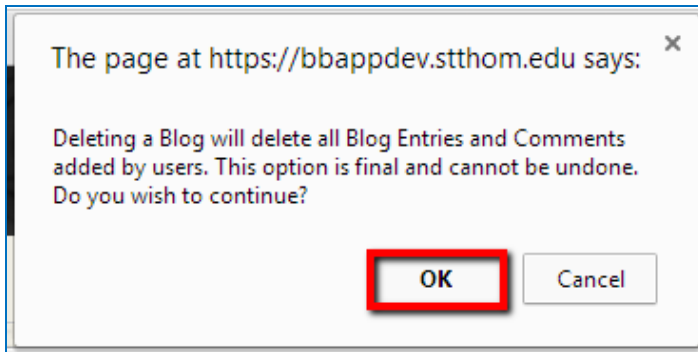 The page at https://bbappdev.stthom.edu says:
Deleting a Blog will delete all Blog Entries and Comments
added by users. This option is final and cannot be undone.
Do you wish to continue?
OK Cancel